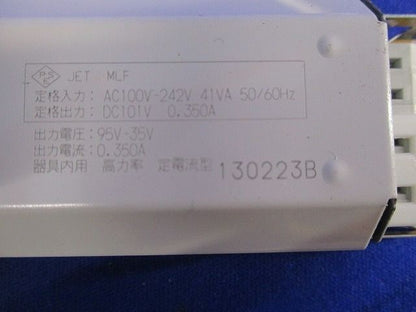 PSE JET MLF
定格入力: AC100V-242V 41VA 50/60Hz
定格出力: DC101V 0.350A
出力電圧: 95V-35V
出力電流: 0.350A
器具内用 高力率 定電流型 130223B